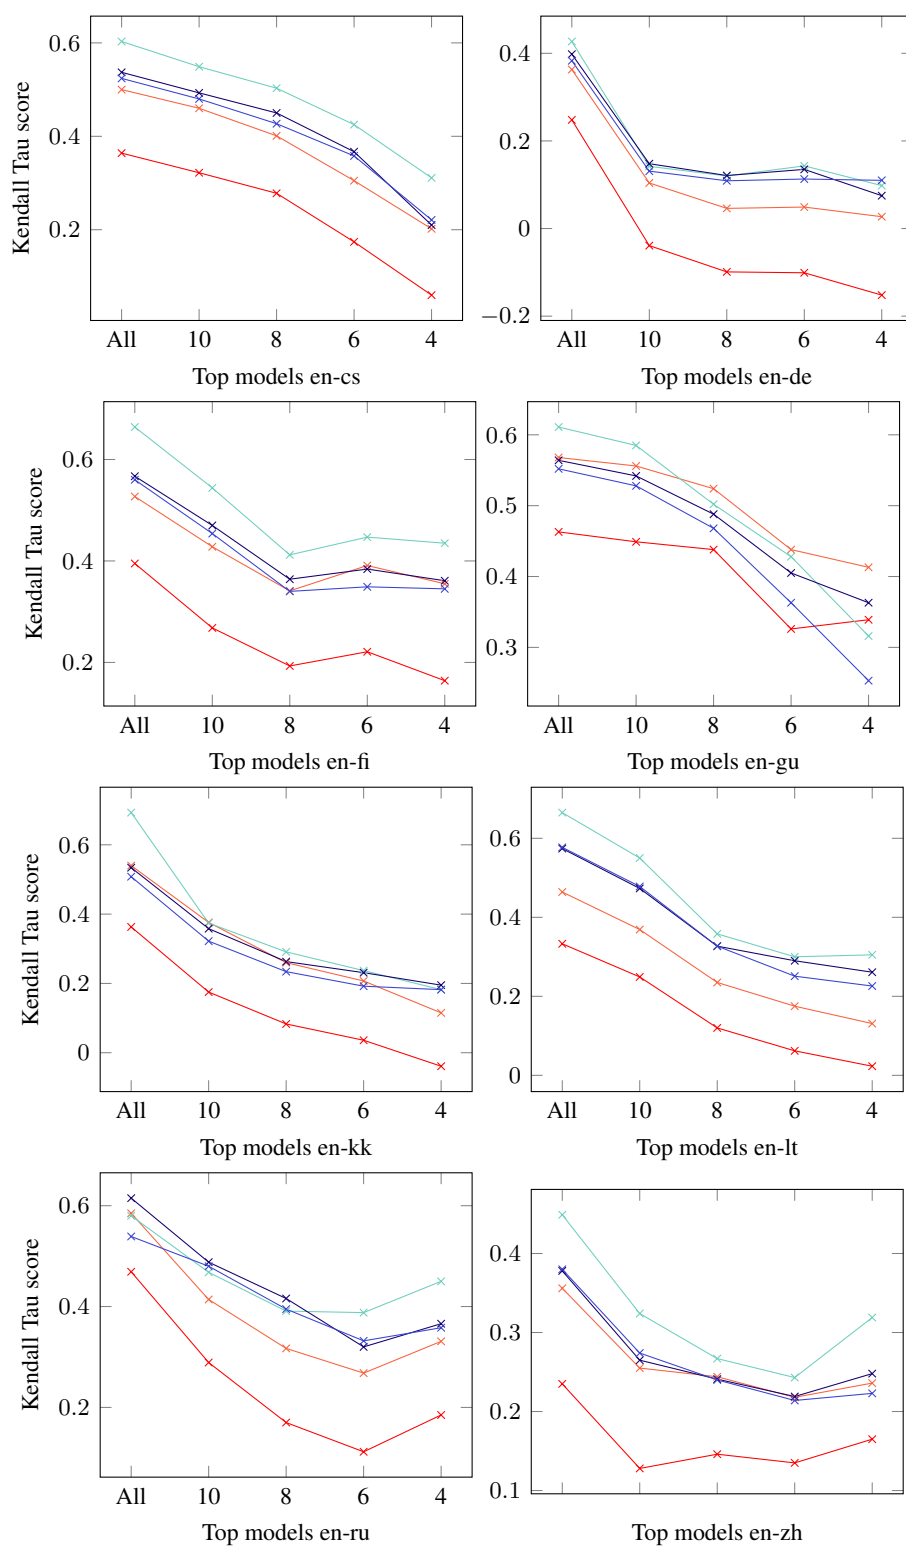 0.6
0.4
0.2
Kendall Tau score
All 10 8 6 4
Top models en-cs
0.4
0.2
0
−0.2
All 10 8 6 4
Top models en-de
0.6
0.4
0.2
Kendall Tau score
All 10 8 6 4
Top models en-fi
0.6
0.5
0.4
0.3
All 10 8 6 4
Top models en-gu
0.6
0.4
0.2
0
Kendall Tau score
All 10 8 6 4
Top models en-kk
0.6
0.4
0.2
0
All 10 8 6 4
Top models en-lt
0.6
0.4
0.2
Kendall Tau score
All 10 8 6 4
Top models en-ru
0.4
0.3
0.2
0.1
Top models en-zh